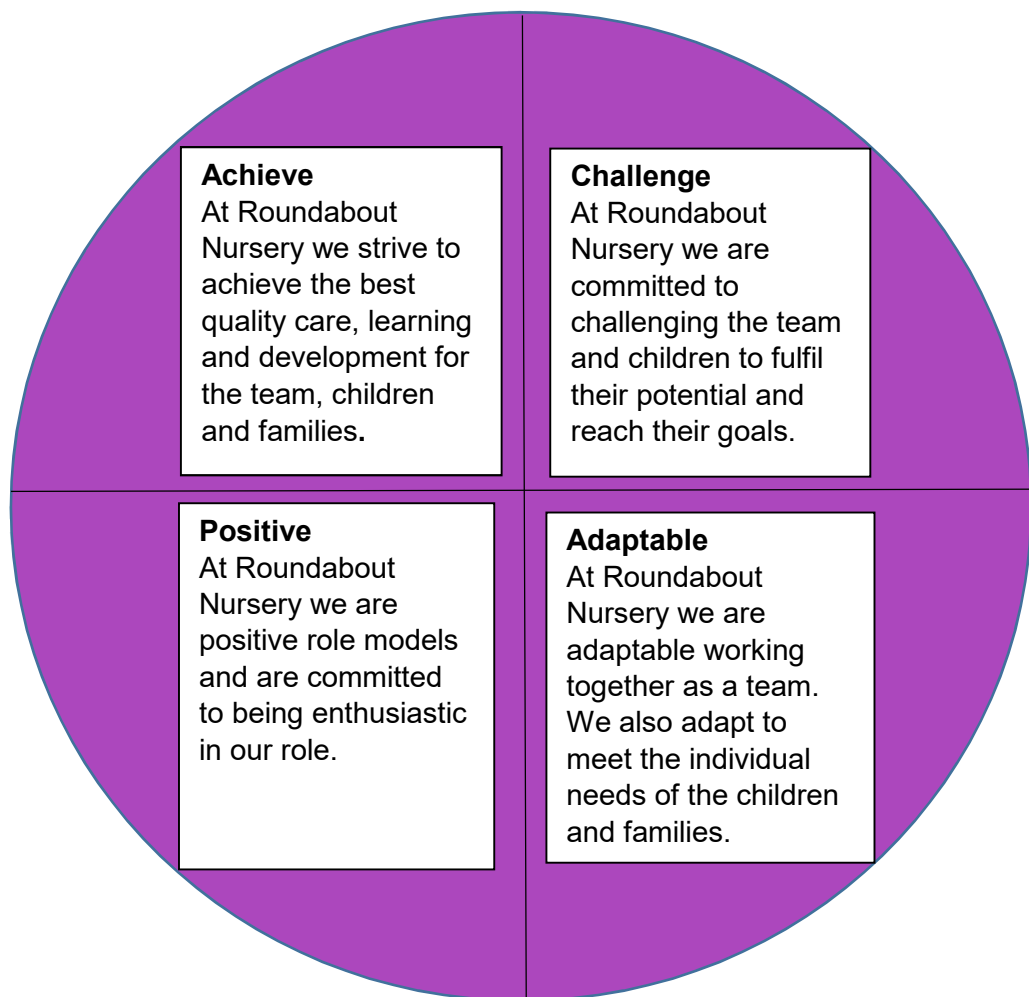 Achieve
At Roundabout
Nursery we strive to
achieve the best
quality care, learning
and development for
the team, children
and families.
Challenge
At Roundabout
Nursery we are
committed to
challenging the team
and children to fulfil
their potential and
reach their goals.
Positive
At Roundabout
Nursery we are
positive role models
and are committed
to being enthusiastic
in our role.
Adaptable
At Roundabout
Nursery we are
adaptable working
together as a team.
We also adapt to
meet the individual
needs of the children
and families.